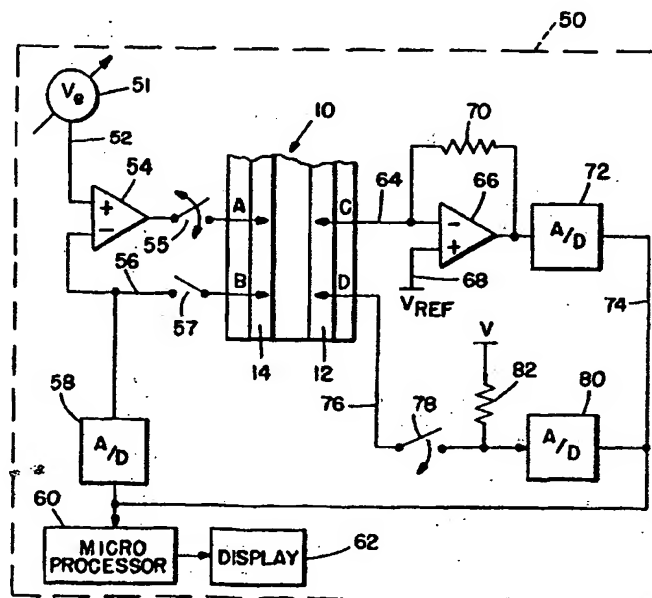 50
Ve
51
52
10
70
54
+
-
A
C
64
66
-
+
72
A/D
55
56
B
D
57
68
VREF
74
14
12
V
58
A/D
76
78
82
80
A/D
60
MICRO
PROCESSOR
DISPLAY
62